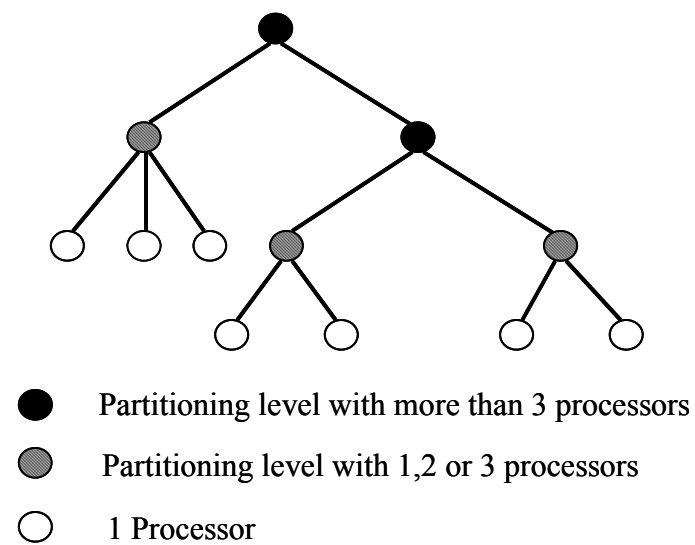 Partitioning level with more than 3 processors
Partitioning level with 1,2 or 3 processors
1 Processor